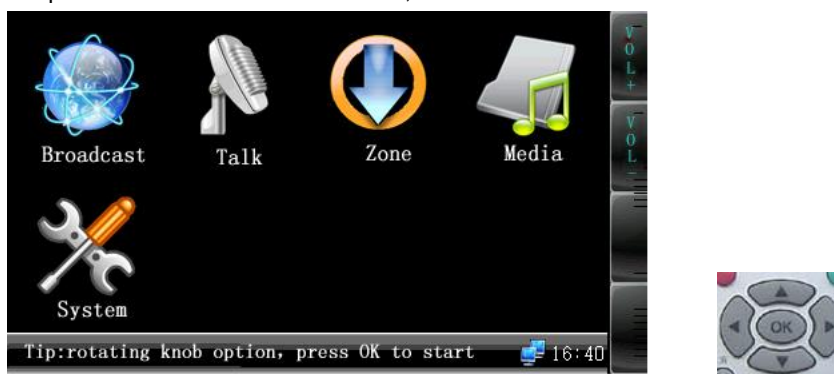 Broadcast
Talk
Zone
Media
System
VOL+
VOL-
Tip:rotating knob option, press OK to start
16:40
OK